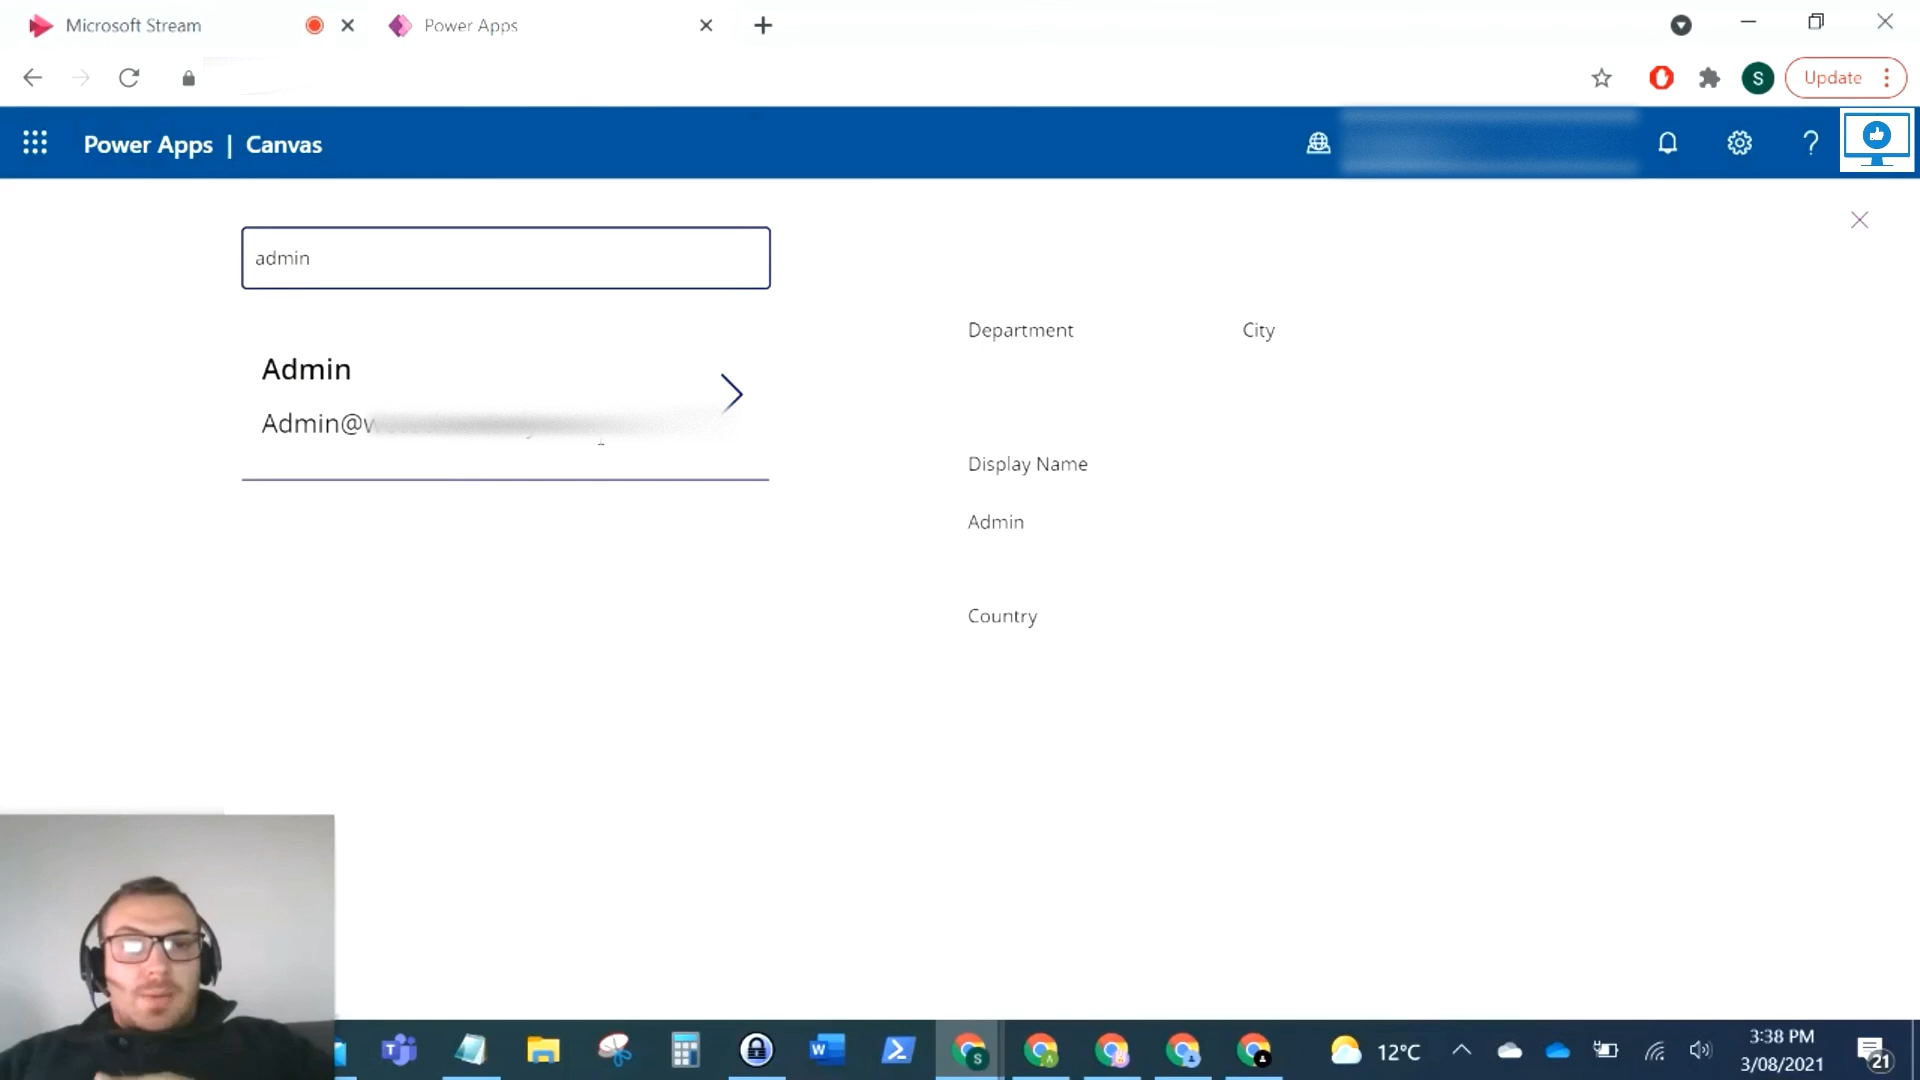 Microsoft Stream
Power Apps
S
Update
Power Apps | Canvas
?
admin
Admin
Admin@
Department
City
Display Name
Admin
Country
12°C
3:38 PM
3/08/2021
21